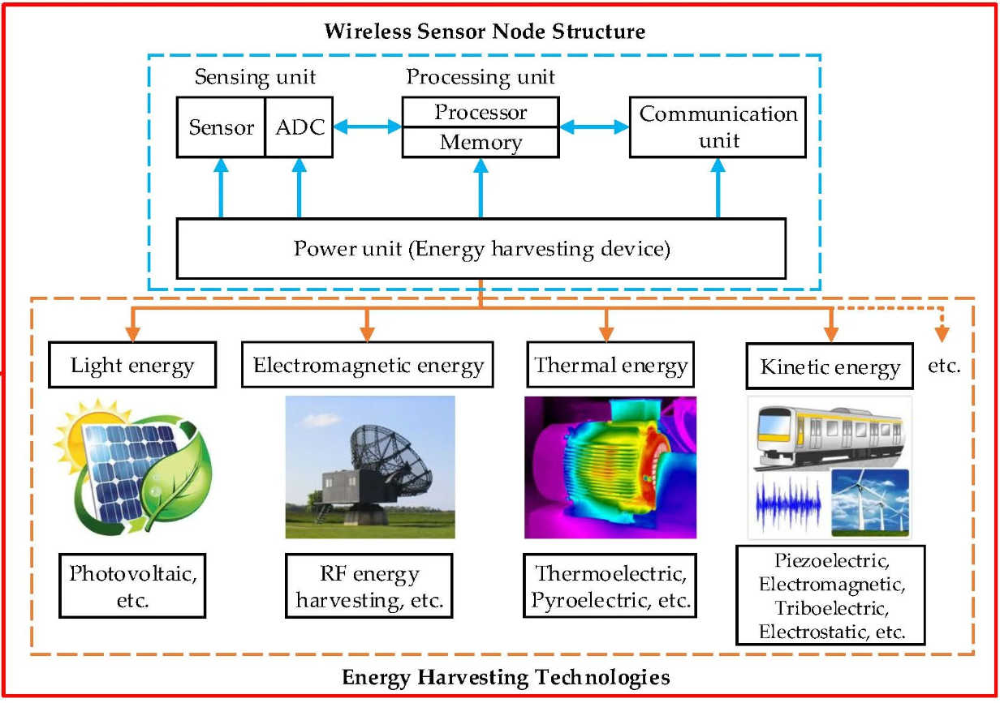 Wireless Sensor Node Structure
Sensing unit
Processing unit
Sensor
ADC
Processor
Memory
Communication
unit
Power unit (Energy harvesting device)
Light energy
Electromagnetic energy
Thermal energy
Kinetic energy
etc.
Photovoltaic,
etc.
RF energy
harvesting, etc.
Thermoelectric,
Pyroelectric, etc.
Piezoelectric,
Electromagnetic,
Triboelectric,
Electrostatic, etc.
Energy Harvesting Technologies